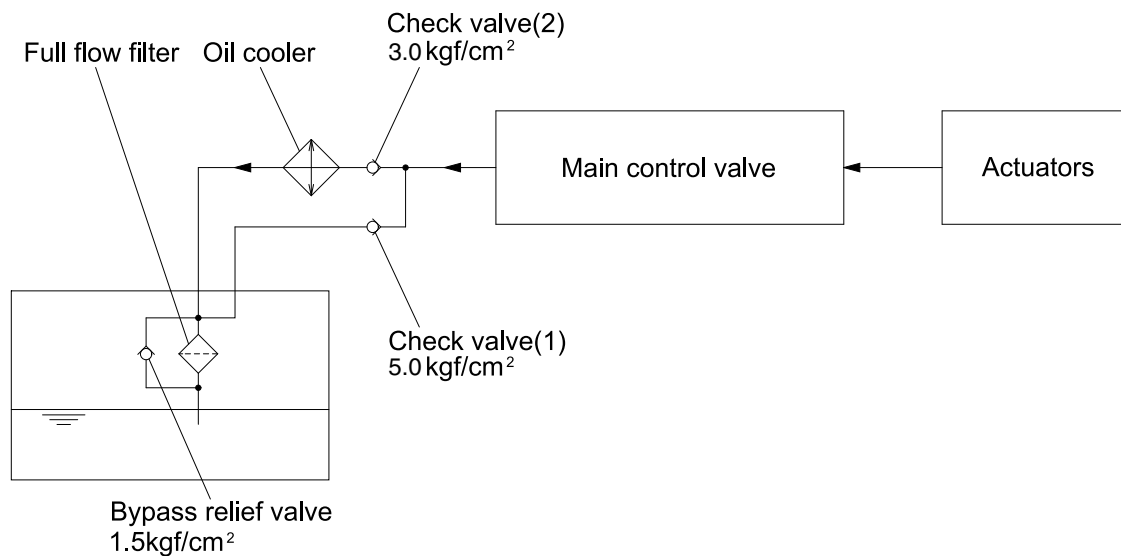 Check valve(2)
3.0 kgf/cm²
Full flow filter
Oil cooler
Main control valve
Actuators
Check valve(1)
5.0 kgf/cm²
Bypass relief valve
1.5kgf/cm²